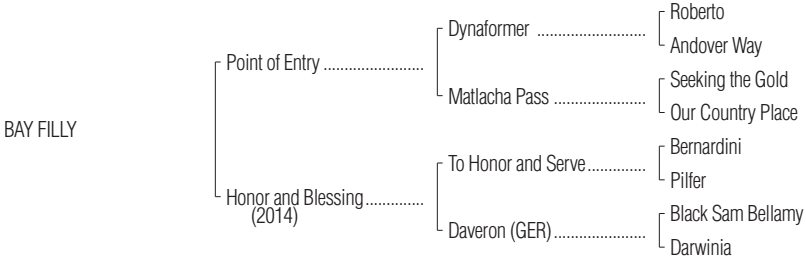 Roberto
Dynaformer ..........................
Andover Way
Point of Entry ........................
Seeking the Gold
Matlacha Pass ......................
Our Country Place
BAY FILLY
Bernardini
To Honor and Serve..............
Pilfer
Honor and Blessing..............
(2014)
Black Sam Bellamy
Daveron (GER) ......................
Darwinia